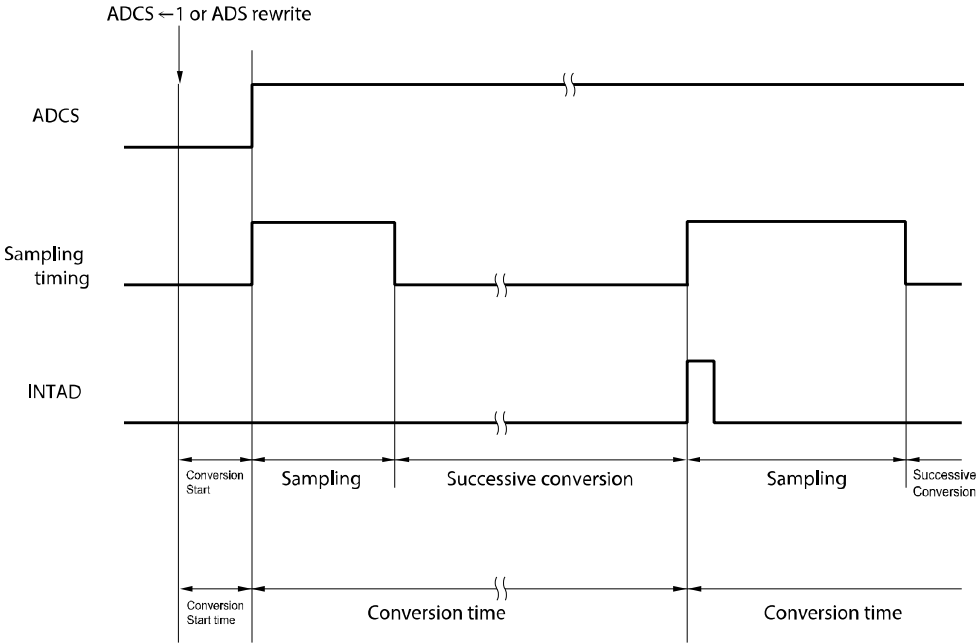 ADCS ←1 or ADS rewrite
ADCS
Sampling
timing
INTAD
Conversion
Start
Sampling
Successive conversion
Sampling
Successive
Conversion
Conversion
Start time
Conversion time
Conversion time